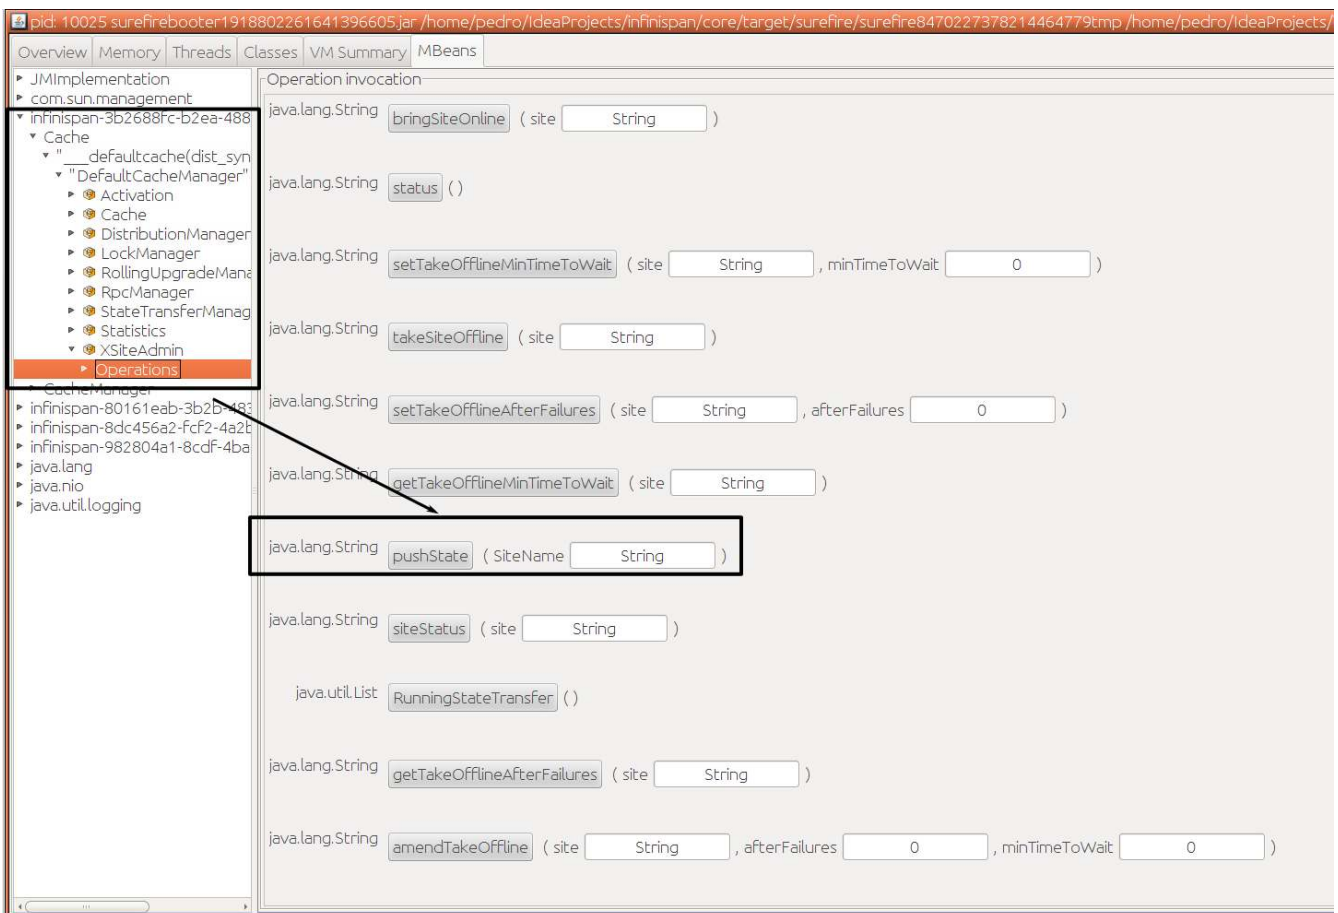 pid: 10025 surefirebooter1918802261641396605.jar /home/pedro/IdeaProjects/infinispan/core/target/surefire/surefire8470227378214464779tmp /home/pedro/IdeaProjects/
Overview Memory Threads Classes VM Summary MBeans
JMImplementation
com.sun.management
infinispan-3b2688fc-b2ea-488
Cache
"___defaultcache(dist_syn
"DefaultCacheManager"
Activation
Cache
DistributionManager
LockManager
RollingUpgradeMana
RpcManager
StateTransferManag
Statistics
XSiteAdmin
Operations
CacheManager
infinispan-80161eab-3b2b-483
infinispan-8dc456a2-fcf2-4a2b
infinispan-982804a1-8cdf-4ba
java.lang
java.nio
java.util.logging
Operation invocation
java.lang.String bringSiteOnline ( site String )
java.lang.String status ( )
java.lang.String setTakeOfflineMinTimeToWait ( site String , minTimeToWait 0 )
java.lang.String takeSiteOffline ( site String )
java.lang.String setTakeOfflineAfterFailures ( site String , afterFailures 0 )
java.lang.String getTakeOfflineMinTimeToWait ( site String )
java.lang.String pushState ( SiteName String )
java.lang.String siteStatus ( site String )
java.util.List RunningStateTransfer ( )
java.lang.String getTakeOfflineAfterFailures ( site String )
java.lang.String amendTakeOffline ( site String , afterFailures 0 , minTimeToWait 0 )